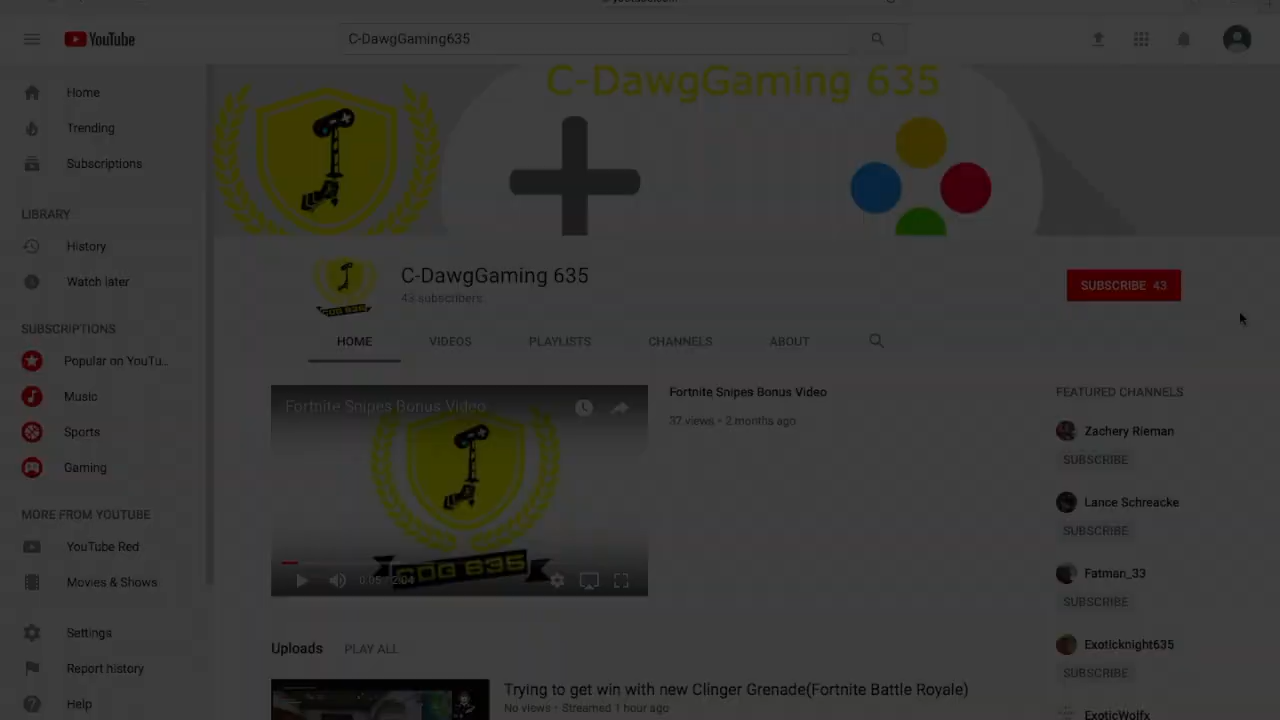 YouTube
C-DawgGaming635
Home
Trending
Subscriptions
LIBRARY
History
Watch later
SUBSCRIPTIONS
Popular on YouTu...
Music
Sports
Gaming
MORE FROM YOUTUBE
YouTube Red
Movies & Shows
Settings
Report history
Help
C-DawgGaming 635
C-DawgGaming 635
43 subscribers
SUBSCRIBE 43
HOME VIDEOS PLAYLISTS CHANNELS ABOUT
Fortnite Snipes Bonus Video
CDG 635
0:05 / 2:04
Fortnite Snipes Bonus Video
37 views • 2 months ago
Uploads PLAY ALL
Trying to get win with new Clinger Grenade(Fortnite Battle Royale)
No views • Streamed 1 hour ago
FEATURED CHANNELS
Zachery Rieman
SUBSCRIBE
Lance Schreacke
SUBSCRIBE
Fatman_33
SUBSCRIBE
Exoticknight635
SUBSCRIBE
ExoticWolfx